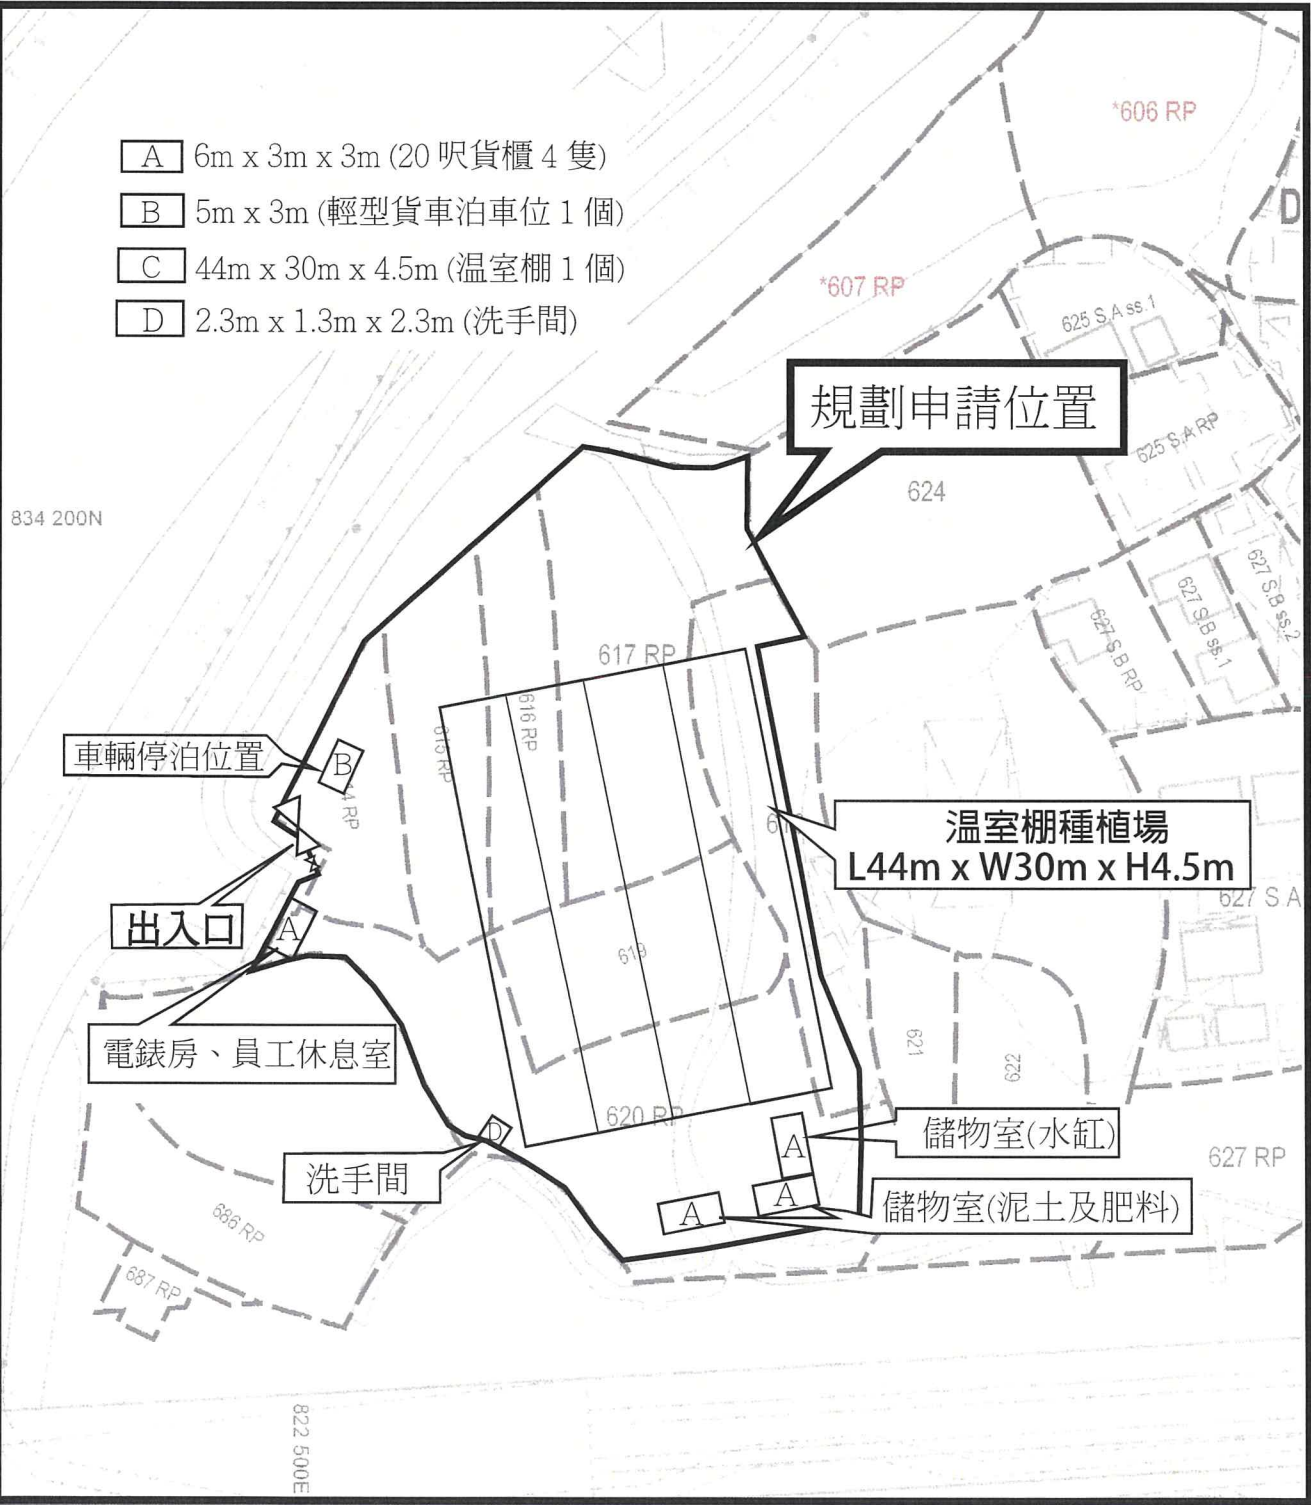 *606 RP
A 6m x 3m x 3m (20 呎貨櫃 4 隻)
B 5m x 3m (輕型貨車泊車位 1 個)
C 44m x 30m x 4.5m (温室棚 1 個)
D 2.3m x 1.3m x 2.3m (洗手間)
D
*607 RP
625 S.A ss.1
規劃申請位置
625 S.A RP
624
834 200N
627 S.B ss.2
627 S.B ss.1
627 S.B RP
617 RP
616 RP
615 RP
車輛停泊位置
B
14 RP
温室棚種植場
L44m x W30m x H4.5m
627 S.A
出入口
A
619
電錶房、員工休息室
621
622
620 RP
D
洗手間
A
儲物室(水缸)
627 RP
A
A
儲物室(泥土及肥料)
686 RP
687 RP
822 500E